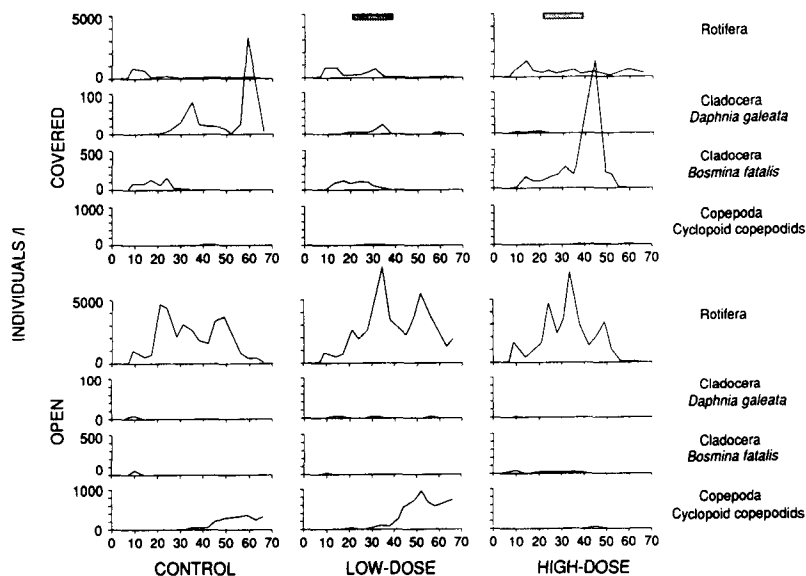 INDIVIDUALS /l
COVERED
5000
0
Rotifera
100
0
Cladocera
Daphnia galeata
500
0
Cladocera
Bosmina fatalis
1000
0
Copepoda
Cyclopoid copepodids
0 10 20 30 40 50 60 70
0 10 20 30 40 50 60 70
0 10 20 30 40 50 60 70
OPEN
5000
0
Rotifera
100
0
Cladocera
Daphnia galeata
500
0
Cladocera
Bosmina fatalis
1000
0
Copepoda
Cyclopoid copepodids
0 10 20 30 40 50 60 70
0 10 20 30 40 50 60 70
0 10 20 30 40 50 60 70
CONTROL LOW-DOSE HIGH-DOSE